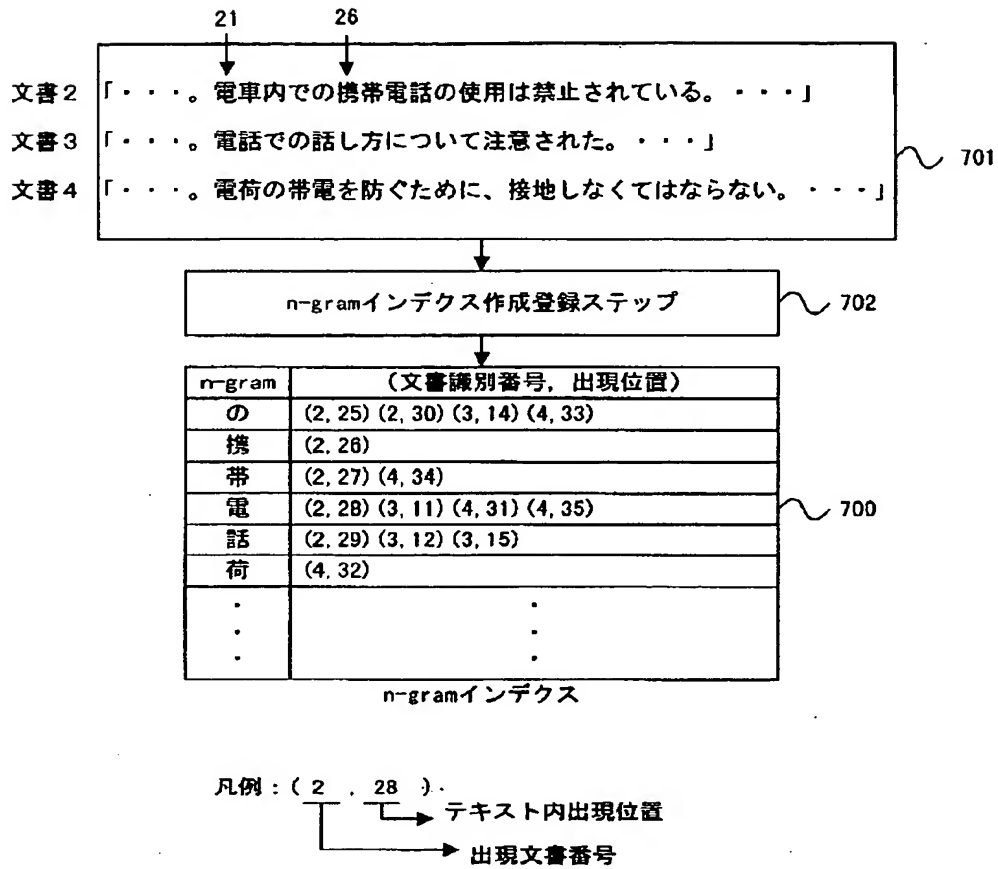 21 26
文書2 「・・・。電車内での携帯電話の使用は禁止されている。・・・」
文書3 「・・・。電話での話し方について注意された。・・・」
701
文書4 「・・・。電荷の帯電を防ぐために、接地しなくてはならない。・・・」
n-gramインデクス作成登録ステップ 702
n-gram (文書識別番号, 出現位置)
の (2, 25) (2, 30) (3, 14) (4, 33)
携 (2, 26)
帯 (2, 27) (4, 34)
電 (2, 28) (3, 11) (4, 31) (4, 35) 700
話 (2, 29) (3, 12) (3, 15)
荷 (4, 32)
・ ・
・ ・
・ ・
n-gramインデクス
凡例 : ( 2 , 28 )
テキスト内出現位置
出現文書番号